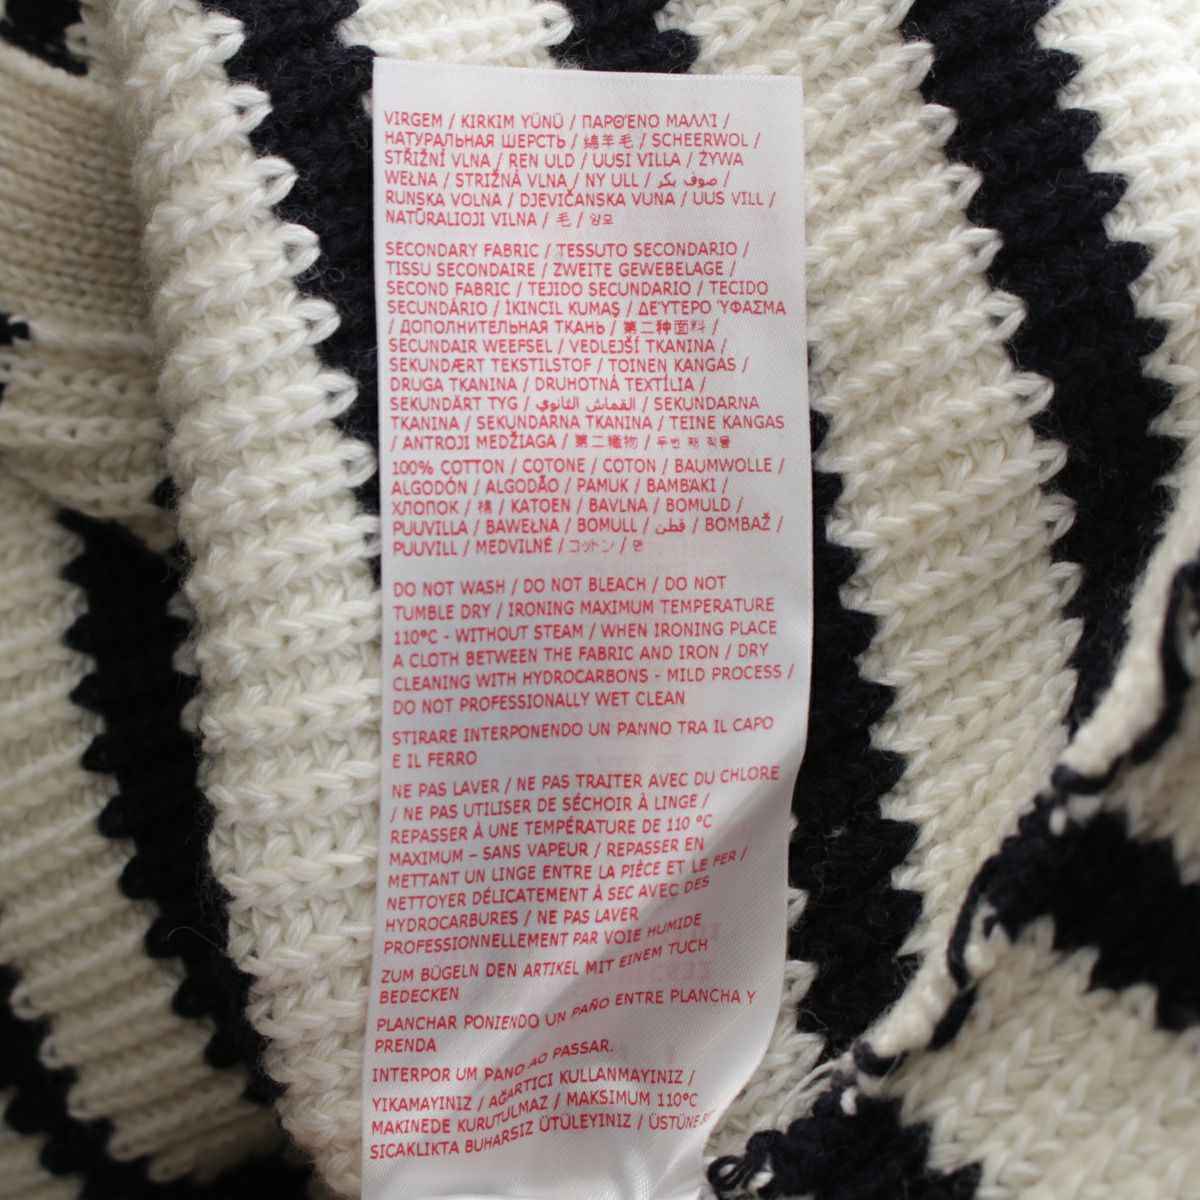 VIRGEM / KIRKIM YÜNÜ / ΠΑΡΘΈΝΟ ΜΑΛΛΊ /
НАТУРАЛЬНАЯ ШЕРСТЬ / 绵羊毛 / SCHEERWOL /
STŘIŽNÍ VLNA / REN ULD / UUSI VILLA / ŻYWA
WEŁNA / STRIŽNÁ VLNA / NY ULL / صوف بكر /
RUNSKA VOLNA / DJEVIČANSKA VUNA / UUS VILL /
NATŪRALIOJI VILNA / 毛 / 양모
SECONDARY FABRIC / TESSUTO SECONDARIO /
TISSU SECONDAIRE / ZWEITE GEWEBELAGE /
SECOND FABRIC / TEJIDO SECUNDARIO / TECIDO
SECUNDÁRIO / İKINCIL KUMAŞ / ΔΕΎΤΕΡΟ ΎΦΑΣΜΑ
/ ДОПОЛНИТЕЛЬНАЯ ТКАНЬ / 第二种面料 /
SECUNDAIR WEEFSEL / VEDLEJŠÍ TKANINA /
SEKUNDÆRT TEKSTILSTOF / TOINEN KANGAS /
DRUGA TKANINA / DRUHOTNÁ TEXTÍLIA /
SEKUNDÄRT TYG / القماش الثانوي / SEKUNDARNA
TKANINA / SEKUNDARNA TKANINA / TEINE KANGAS
/ ANTROJI MEDŽIAGA / 第二織物 / 두번 째 직물
100% COTTON / COTONE / COTON / BAUMWOLLE /
ALGODÓN / ALGODÃO / PAMUK / ΒΑΜΒΆΚΙ /
ХЛОПОК / 棉 / KATOEN / BAVLNA / BOMULD /
PUUVILLA / BAWEŁNA / BOMULL / قطن / BOMBAŽ /
PUUVILL / MEDVILNĖ / コットン / 면
DO NOT WASH / DO NOT BLEACH / DO NOT
TUMBLE DRY / IRONING MAXIMUM TEMPERATURE
110°C - WITHOUT STEAM / WHEN IRONING PLACE
A CLOTH BETWEEN THE FABRIC AND IRON / DRY
CLEANING WITH HYDROCARBONS - MILD PROCESS /
DO NOT PROFESSIONALLY WET CLEAN
STIRARE INTERPONENDO UN PANNO TRA IL CAPO
E IL FERRO
NE PAS LAVER / NE PAS TRAITER AVEC DU CHLORE
/ NE PAS UTILISER DE SÉCHOIR À LINGE /
REPASSER À UNE TEMPÉRATURE DE 110 °C
MAXIMUM – SANS VAPEUR / REPASSER EN
METTANT UN LINGE ENTRE LA PIÈCE ET LE FER /
NETTOYER DÉLICATEMENT À SEC AVEC DES
HYDROCARBURES / NE PAS LAVER
PROFESSIONNELLEMENT PAR VOIE HUMIDE
ZUM BÜGELN DEN ARTIKEL MIT EINEM TUCH
BEDECKEN
PLANCHAR PONIENDO UN PAÑO ENTRE PLANCHA Y
PRENDA
INTERPOR UM PANO AO PASSAR.
YIKAMAYINIZ / AĞARTICI KULLANMAYINIZ /
MAKINEDE KURUTULMAZ / MAKSIMUM 110°C
SICAKLIKTA BUHARSIZ ÜTÜLEYINIZ / ÜSTÜNE